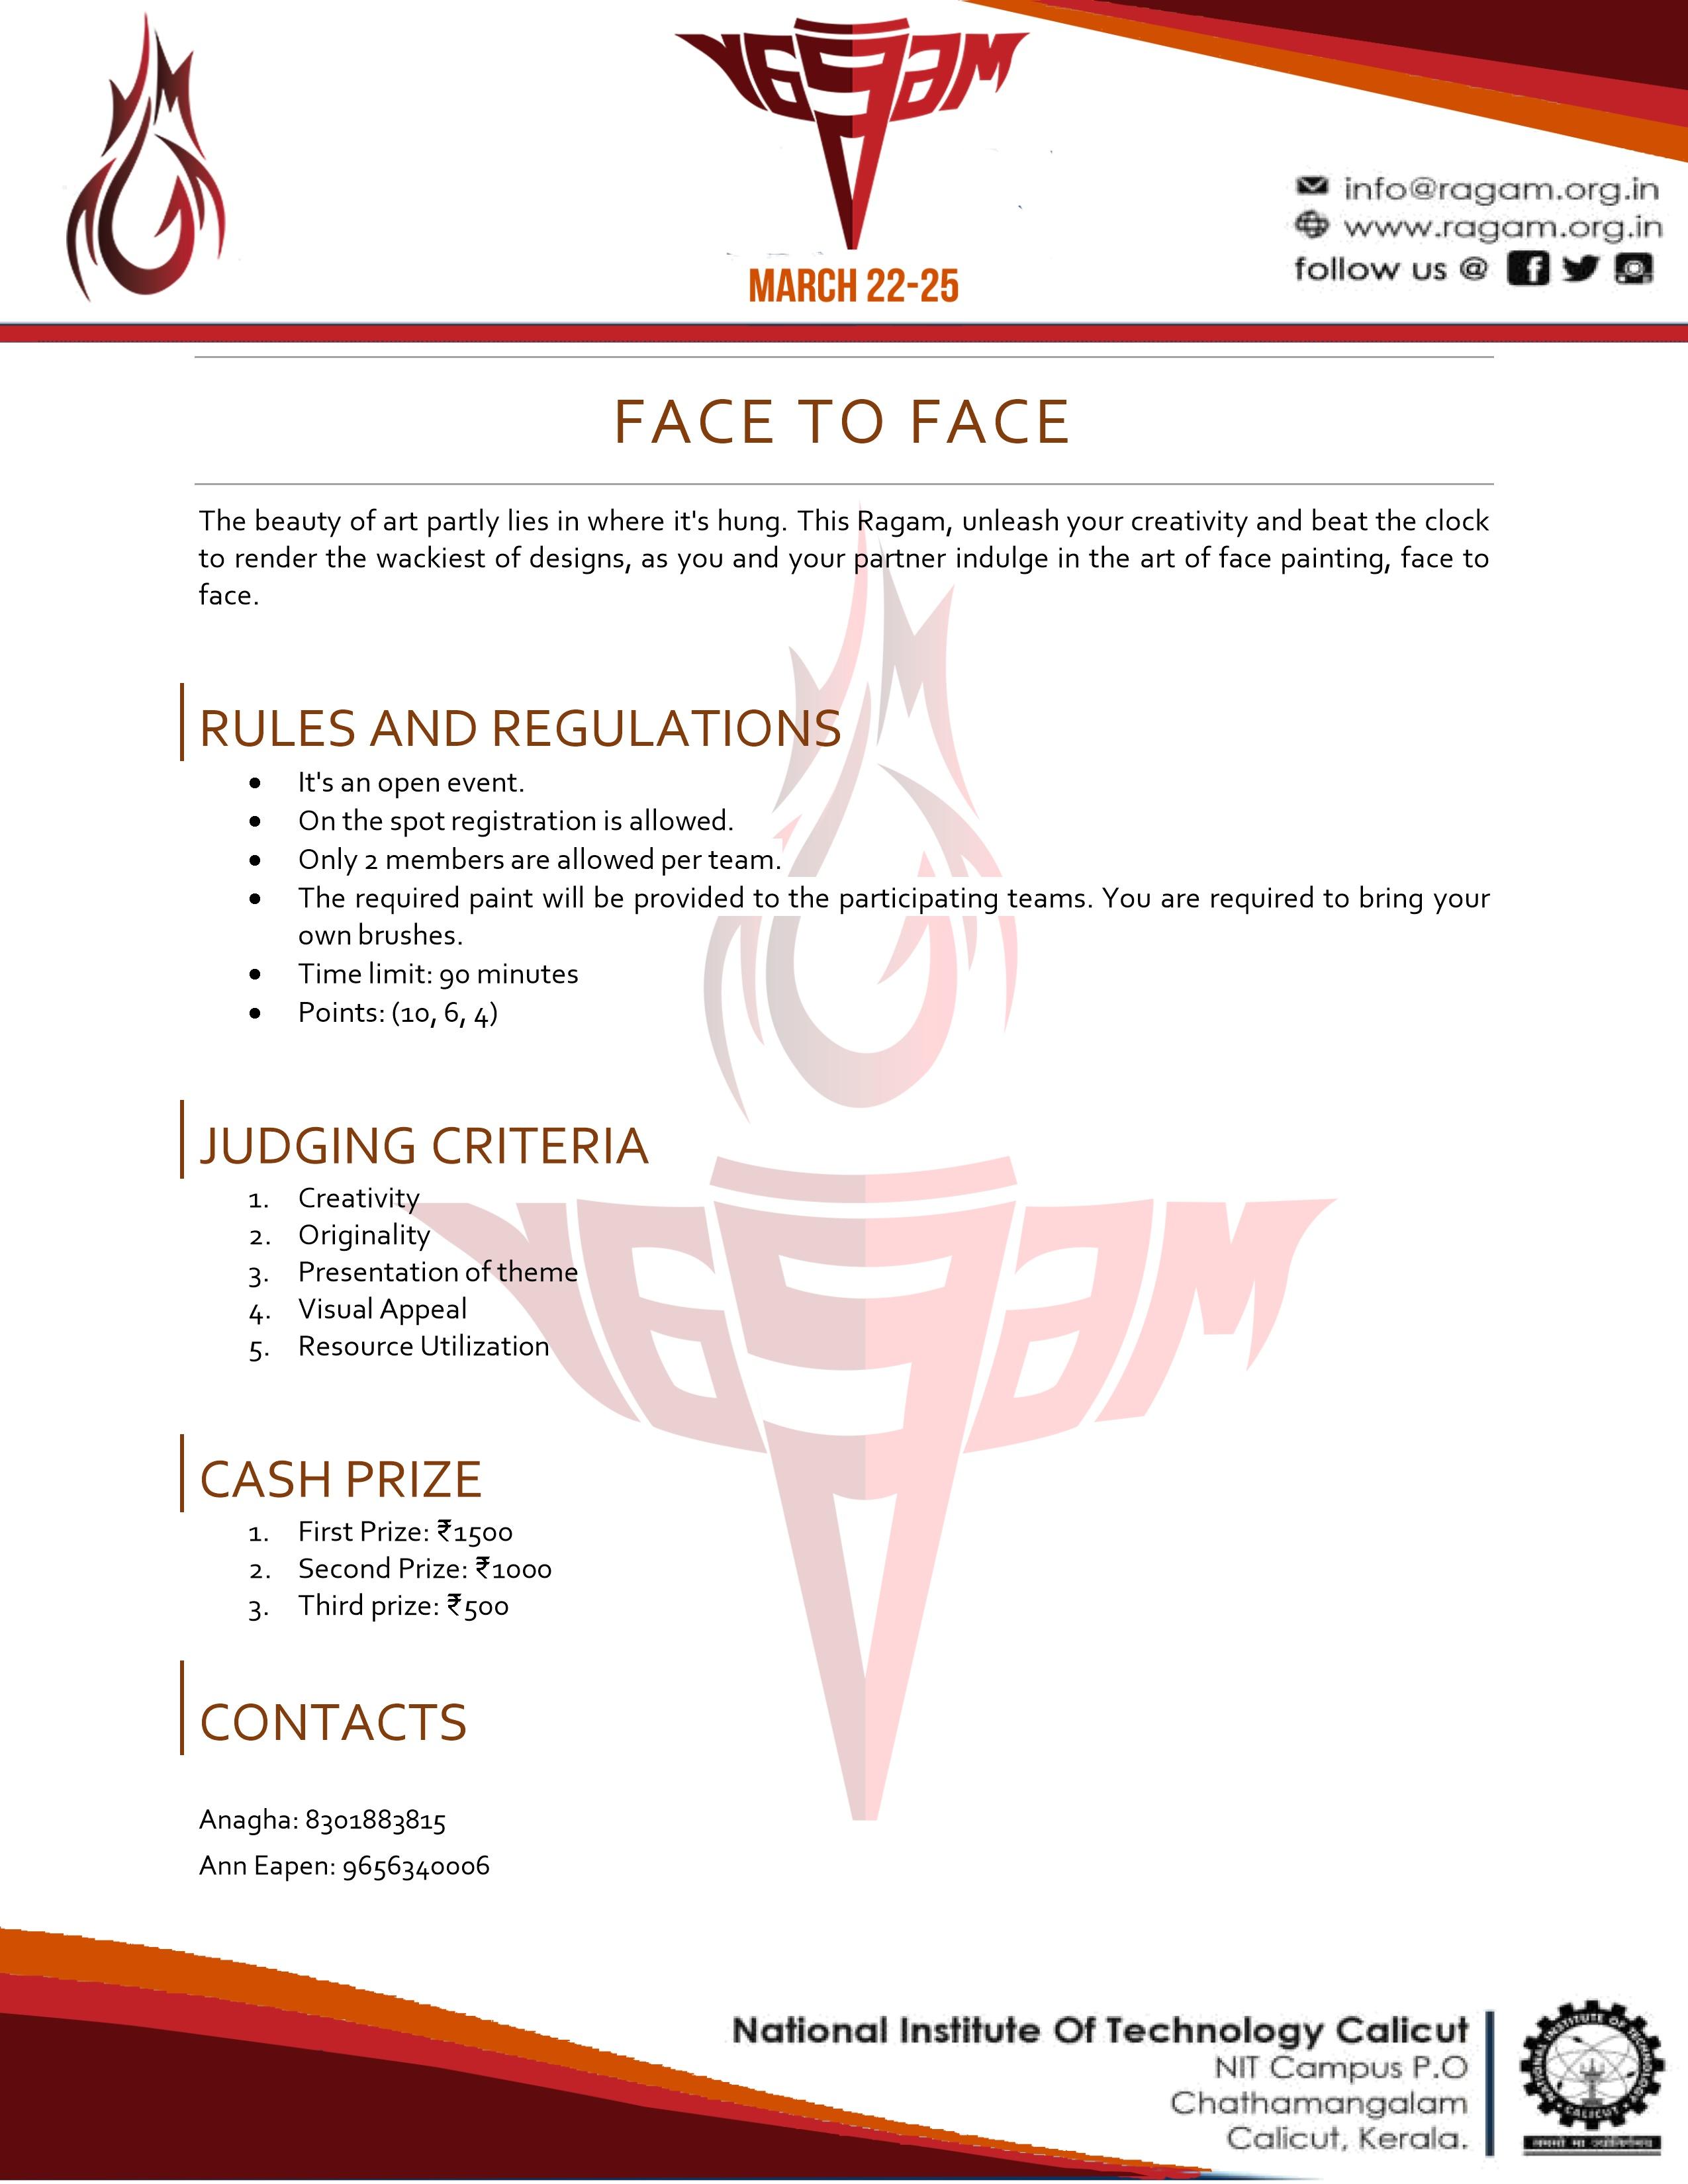 ragam
MARCH 22-25
info@ragam.org.in
www.ragam.org.in
follow us @
FACE TO FACE
The beauty of art partly lies in where it's hung. This Ragam, unleash your creativity and beat the clock
to render the wackiest of designs, as you and your partner indulge in the art of face painting, face to
face.
RULES AND REGULATIONS
• It's an open event.
• On the spot registration is allowed.
• Only 2 members are allowed per team.
• The required paint will be provided to the participating teams. You are required to bring your
own brushes.
• Time limit: 90 minutes
• Points: (10, 6, 4)
JUDGING CRITERIA
1. Creativity
2. Originality
3. Presentation of theme
4. Visual Appeal
5. Resource Utilization
CASH PRIZE
1. First Prize: ₹1500
2. Second Prize: ₹1000
3. Third prize: ₹500
CONTACTS
Anagha: 8301883815
Ann Eapen: 9656340006
National Institute Of Technology Calicut
NIT Campus P.O
Chathamangalam
Calicut, Kerala.
NATIONAL INSTITUTE OF TECHNOLOGY
CALICUT